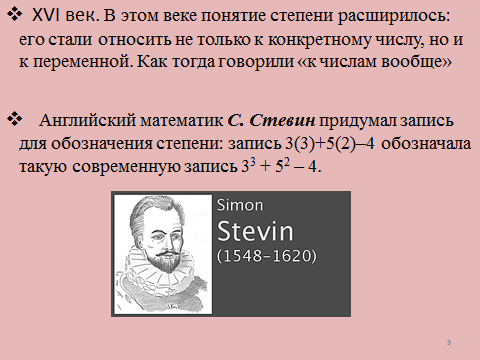 ❖ XVI век. В этом веке понятие степени расширилось:
его стали относить не только к конкретному числу, но и
к переменной. Как тогда говорили «к числам вообще»
❖ Английский математик С. Стевин придумал запись
для обозначения степени: запись 3(3)+5(2)–4 обозначала
такую современную запись 3³ + 5² – 4.
Simon
Stevin
(1548–1620)
9